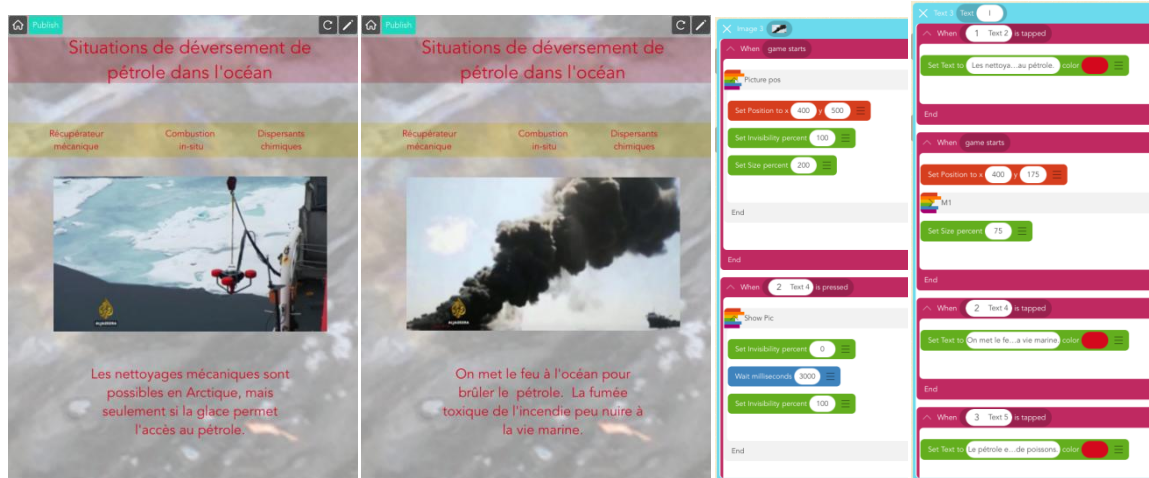 Publish
Situations de déversement de
pétrole dans l'océan
Récupérateur
mécanique
Combustion
in-situ
Dispersants
chimiques
ALJAZEERA
Les nettoyages mécaniques sont
possibles en Arctique, mais
seulement si la glace permet
l'accès au pétrole.
Publish
Situations de déversement de
pétrole dans l'océan
Récupérateur
mécanique
Combustion
in-situ
Dispersants
chimiques
ALJAZEERA
On met le feu à l'océan pour
brûler le pétrole. La fumée
toxique de l'incendie peu nuire à
la vie marine.
Image 3
When game starts
Picture pos
Set Position to x 400 y 500
Set Invisibility percent 100
Set Size percent 200
End
End
When 2 Text 4 is pressed
Show Pic
Set Invisibility percent 0
Wait milliseconds 3000
Set Invisibility percent 100
End
Text 3 Text I
When 1 Text 2 is tapped
Set Text to Les nettoya...au pétrole. color
End
When game starts
Set Position to x 400 y 175
M1
Set Size percent 75
End
End
When 2 Text 4 is tapped
Set Text to On met le fe...a vie marine. color
End
When 3 Text 5 is tapped
Set Text to Le pétrole e...de poissons. color